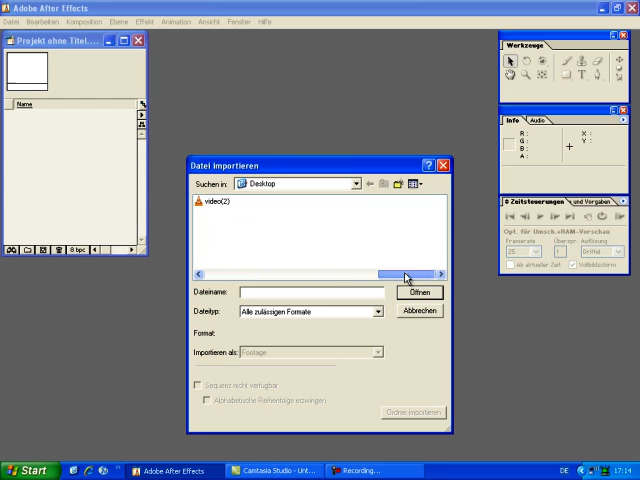 Adobe After Effects
Datei Bearbeiten Komposition Ebene Effekt Animation Ansicht Fenster Hilfe
Projekt ohne Titel....
Name
8 bpc
Werkzeuge
T
Info Audio
R :
G :
B :
A :
X :
Y :
Zeitsteuerungen und Vorgaben
Opt. für Umsch.+RAM-Vorschau
Framerate Überspr. Auflösung
25 1 Drittel
Ab aktueller Zeit Vollbildschirm
Datei importieren
Suchen in: Desktop
video(2)
Dateiname: Öffnen
Dateityp: Alle zulässigen Formate Abbrechen
Format:
Importieren als: Footage
Sequenz nicht verfügbar
Alphabetische Reihenfolge erzwingen
Ordner importieren
Start Adobe After Effects Camtasia Studio - Unt... Recording... DE 17:14